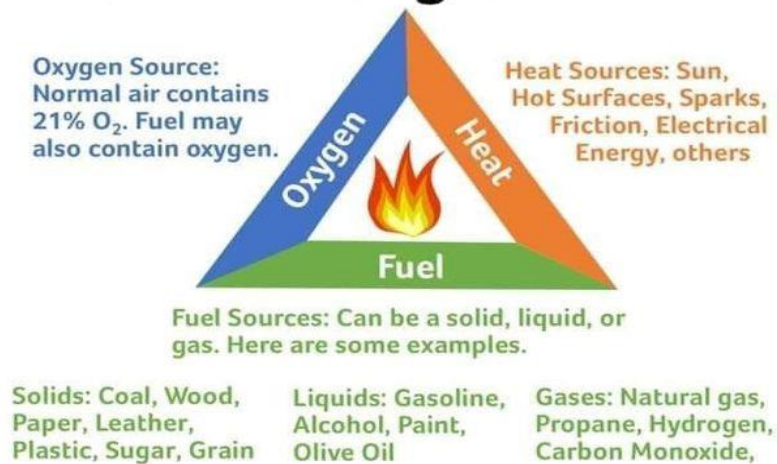 Oxygen Source:
Normal air contains
21% O₂. Fuel may
also contain oxygen.
Heat Sources: Sun,
Hot Surfaces, Sparks,
Friction, Electrical
Energy, others
Oxygen
Heat
Fuel
Fuel Sources: Can be a solid, liquid, or
gas. Here are some examples.
Solids: Coal, Wood,
Paper, Leather,
Plastic, Sugar, Grain
Liquids: Gasoline,
Alcohol, Paint,
Olive Oil
Gases: Natural gas,
Propane, Hydrogen,
Carbon Monoxide,